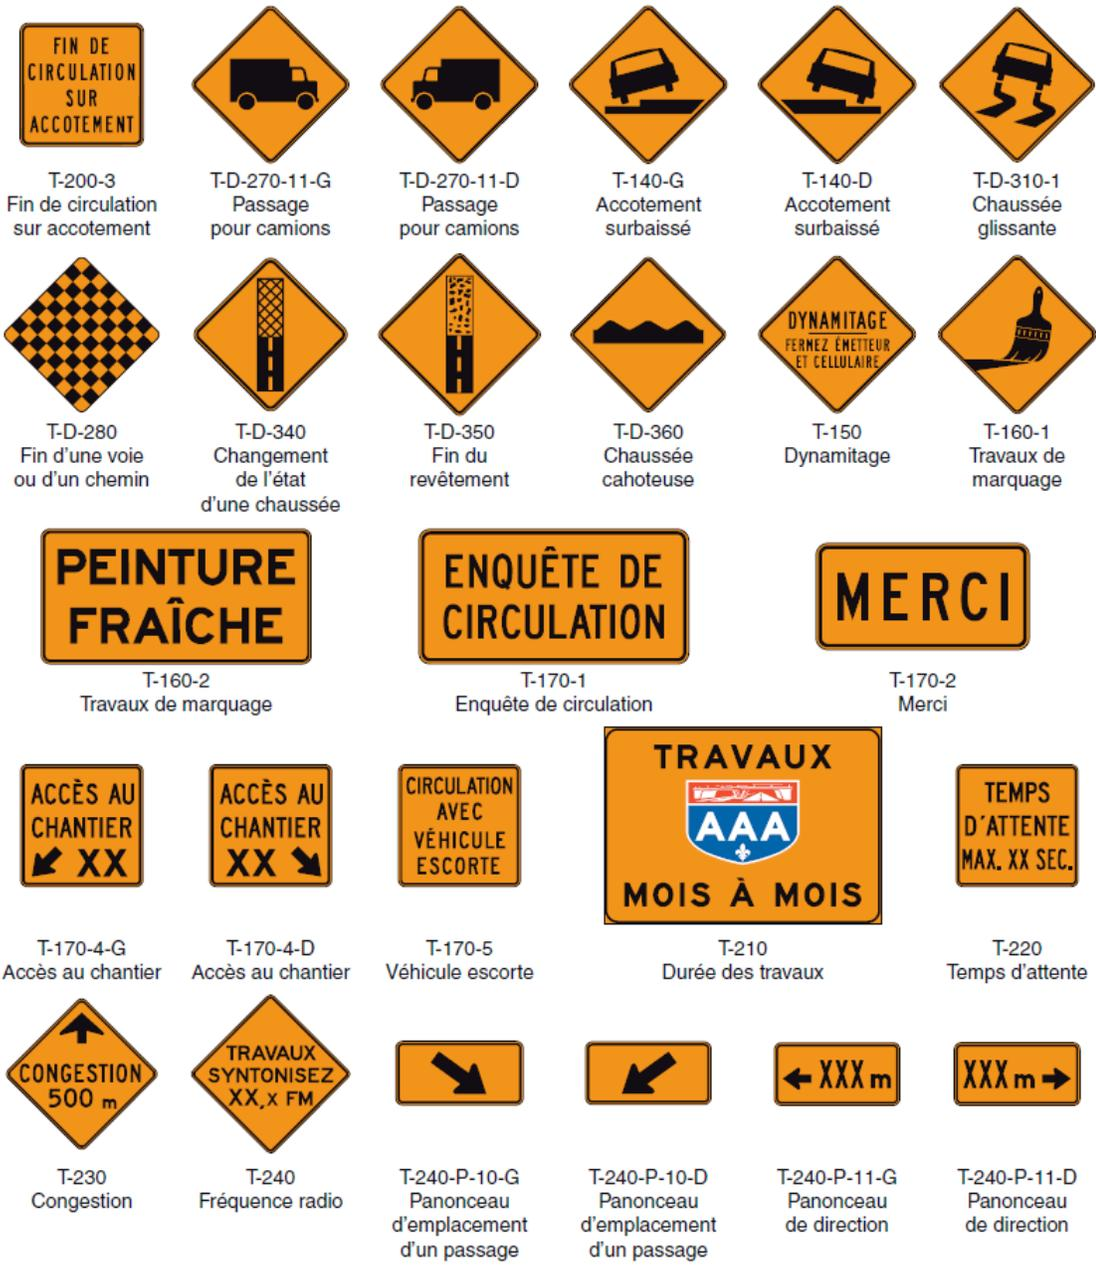 FIN DE
CIRCULATION
SUR
ACCOTEMENT
T-200-3
Fin de circulation
sur accotement
T-D-270-11-G
Passage
pour camions
T-D-270-11-D
Passage
pour camions
T-140-G
Accotement
surbaissé
T-140-D
Accotement
surbaissé
T-D-310-1
Chaussée
glissante
T-D-280
Fin d'une voie
ou d'un chemin
T-D-340
Changement
de l'état
d'une chaussée
T-D-350
Fin du
revêtement
T-D-360
Chaussée
cahoteuse
DYNAMITAGE
FERMEZ ÉMETTEUR
ET CELLULAIRE
T-150
Dynamitage
T-160-1
Travaux de
marquage
PEINTURE
FRAÎCHE
T-160-2
Travaux de marquage
ENQUÊTE DE
CIRCULATION
T-170-1
Enquête de circulation
MERCI
T-170-2
Merci
ACCÈS AU
CHANTIER
XX
T-170-4-G
Accès au chantier
ACCÈS AU
CHANTIER
XX
T-170-4-D
Accès au chantier
CIRCULATION
AVEC
VÉHICULE
ESCORTE
T-170-5
Véhicule escorte
TRAVAUX
AAA
MOIS À MOIS
T-210
Durée des travaux
TEMPS
D'ATTENTE
MAX. XX SEC.
T-220
Temps d'attente
CONGESTION
500 m
T-230
Congestion
TRAVAUX
SYNTONISEZ
XX,x FM
T-240
Fréquence radio
T-240-P-10-G
Panonceau
d'emplacement
d'un passage
T-240-P-10-D
Panonceau
d'emplacement
d'un passage
← XXX m
T-240-P-11-G
Panonceau
de direction
XXX m →
T-240-P-11-D
Panonceau
de direction